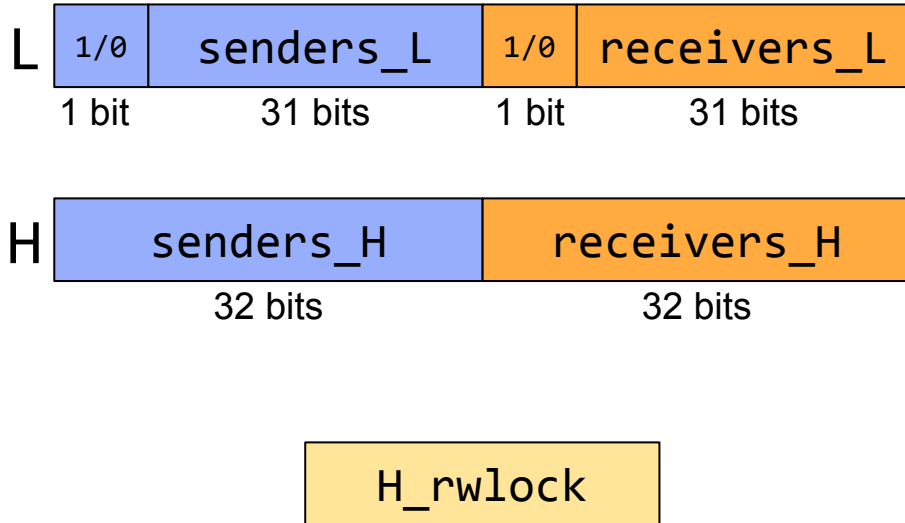 L 1/0 senders_L 1/0 receivers_L
1 bit 31 bits 1 bit 31 bits
H senders_H receivers_H
32 bits 32 bits
H_rwlock